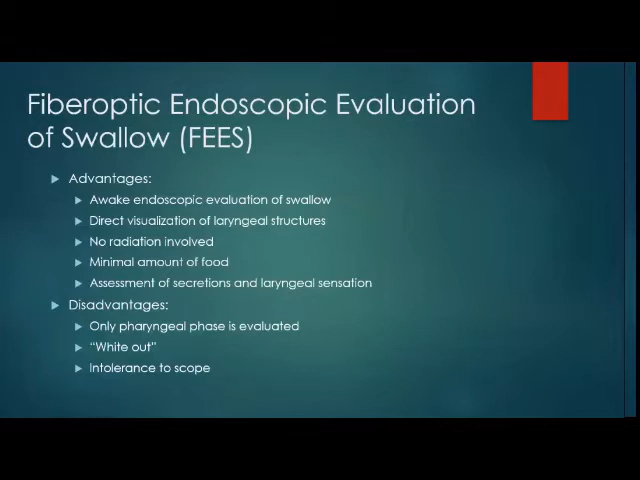 Fiberoptic Endoscopic Evaluation
of Swallow (FEES)
Advantages:
Awake endoscopic evaluation of swallow
Direct visualization of laryngeal structures
No radiation involved
Minimal amount of food
Assessment of secretions and laryngeal sensation
Disadvantages:
Only pharyngeal phase is evaluated
“White out”
Intolerance to scope